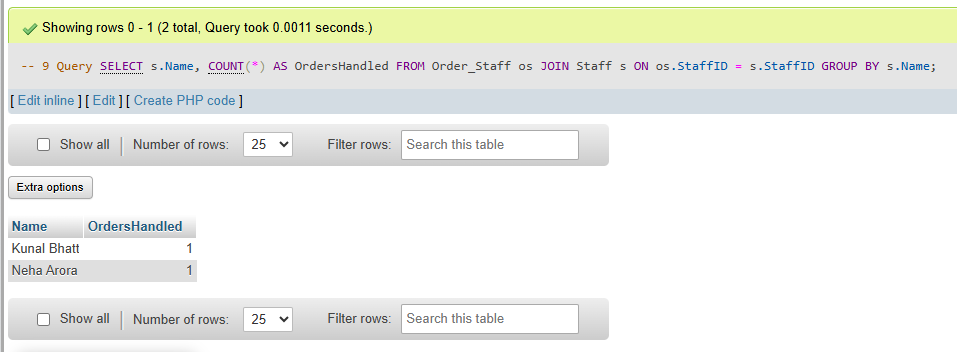 Showing rows 0 - 1 (2 total, Query took 0.0011 seconds.)
-- 9 Query SELECT s.Name, COUNT(*) AS OrdersHandled FROM Order_Staff os JOIN Staff s ON os.StaffID = s.StaffID GROUP BY s.Name;
[ Edit inline ] [ Edit ] [ Create PHP code ]
Show all | Number of rows: 25 Filter rows: Search this table
Extra options
Name OrdersHandled
Kunal Bhatt 1
Neha Arora 1
Show all | Number of rows: 25 Filter rows: Search this table